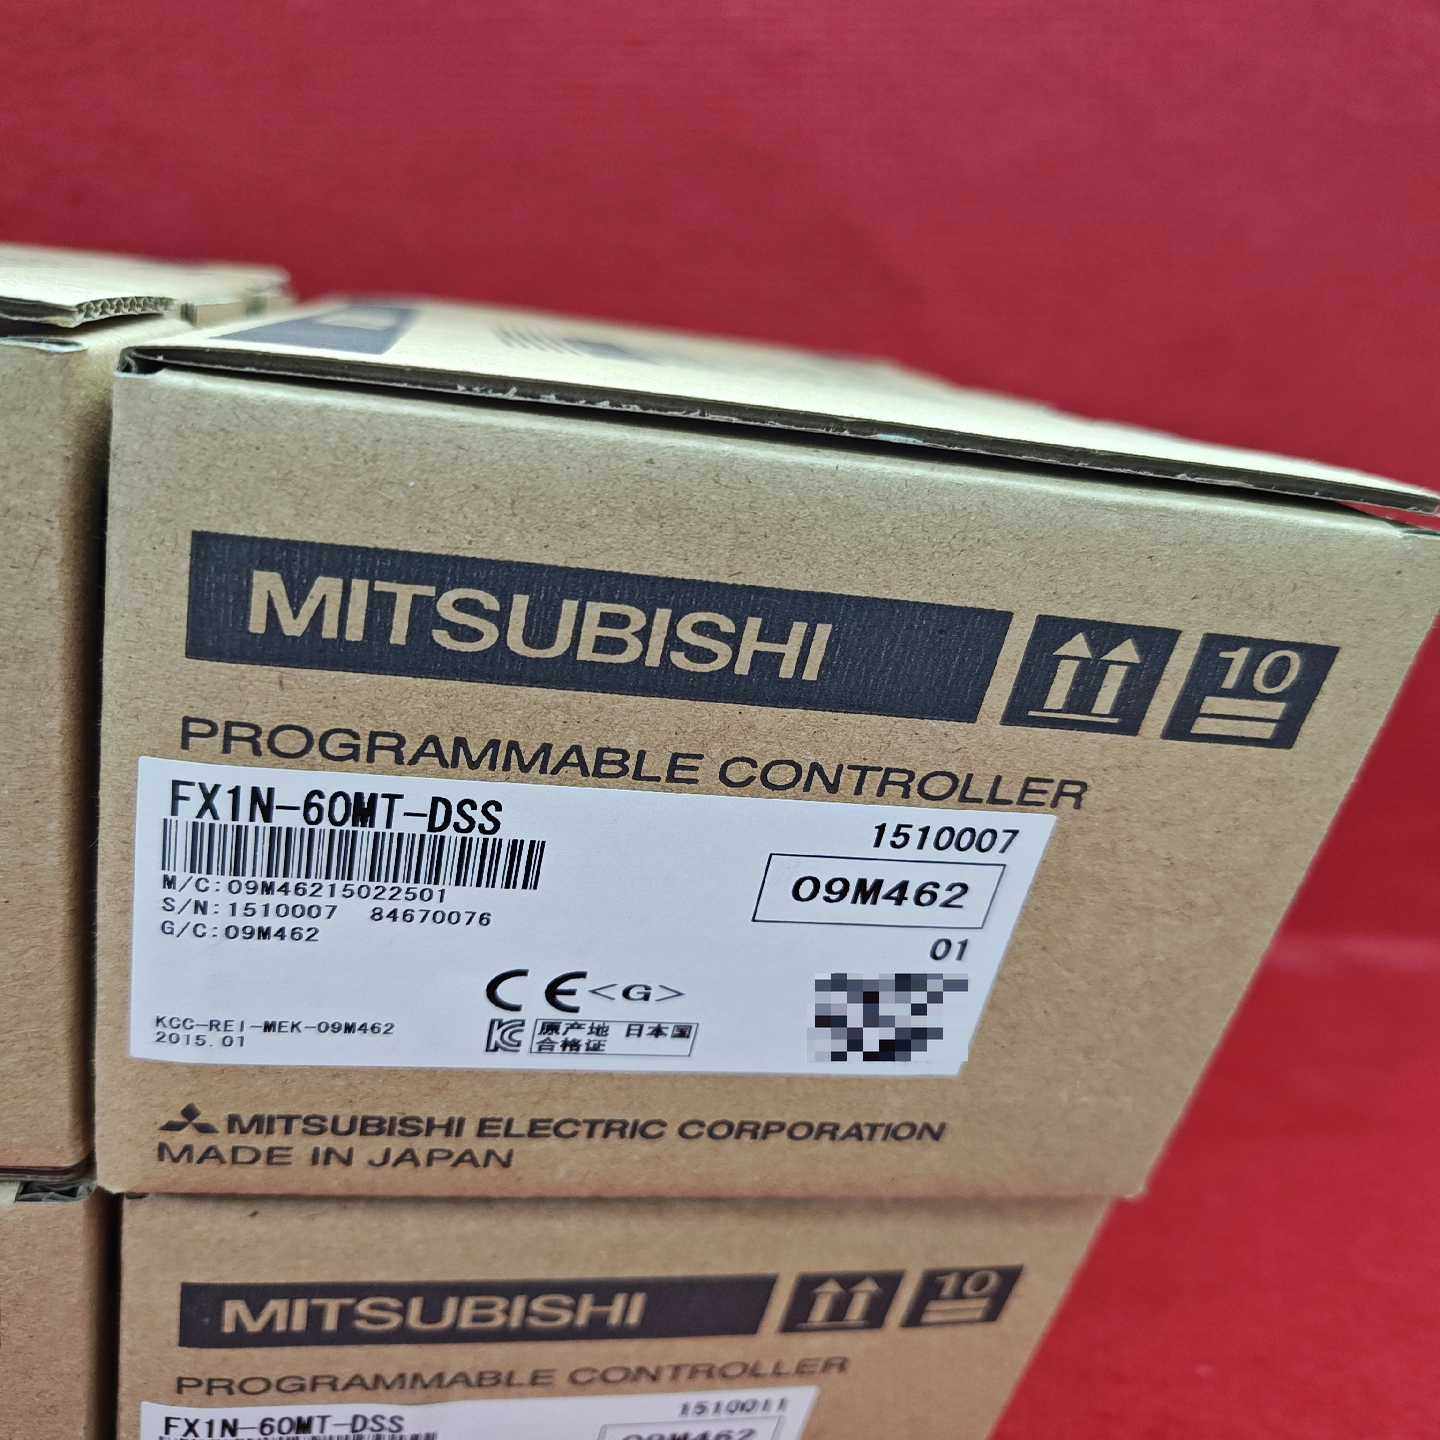 MITSUBISHI
10
PROGRAMMABLE CONTROLLER
FX1N-60MT-DSS
1510007
M/C:09M46215022501
S/N:1510007 84670076
G/C:09M462
09M462
01
CE<G>
KCC-REI-MEK-09M462
2015.01
原产地 日本国
合格证
MITSUBISHI ELECTRIC CORPORATION
MADE IN JAPAN
MITSUBISHI
10
PROGRAMMABLE CONTROLLER
FX1N-60MT-DSS
1510011
09M462